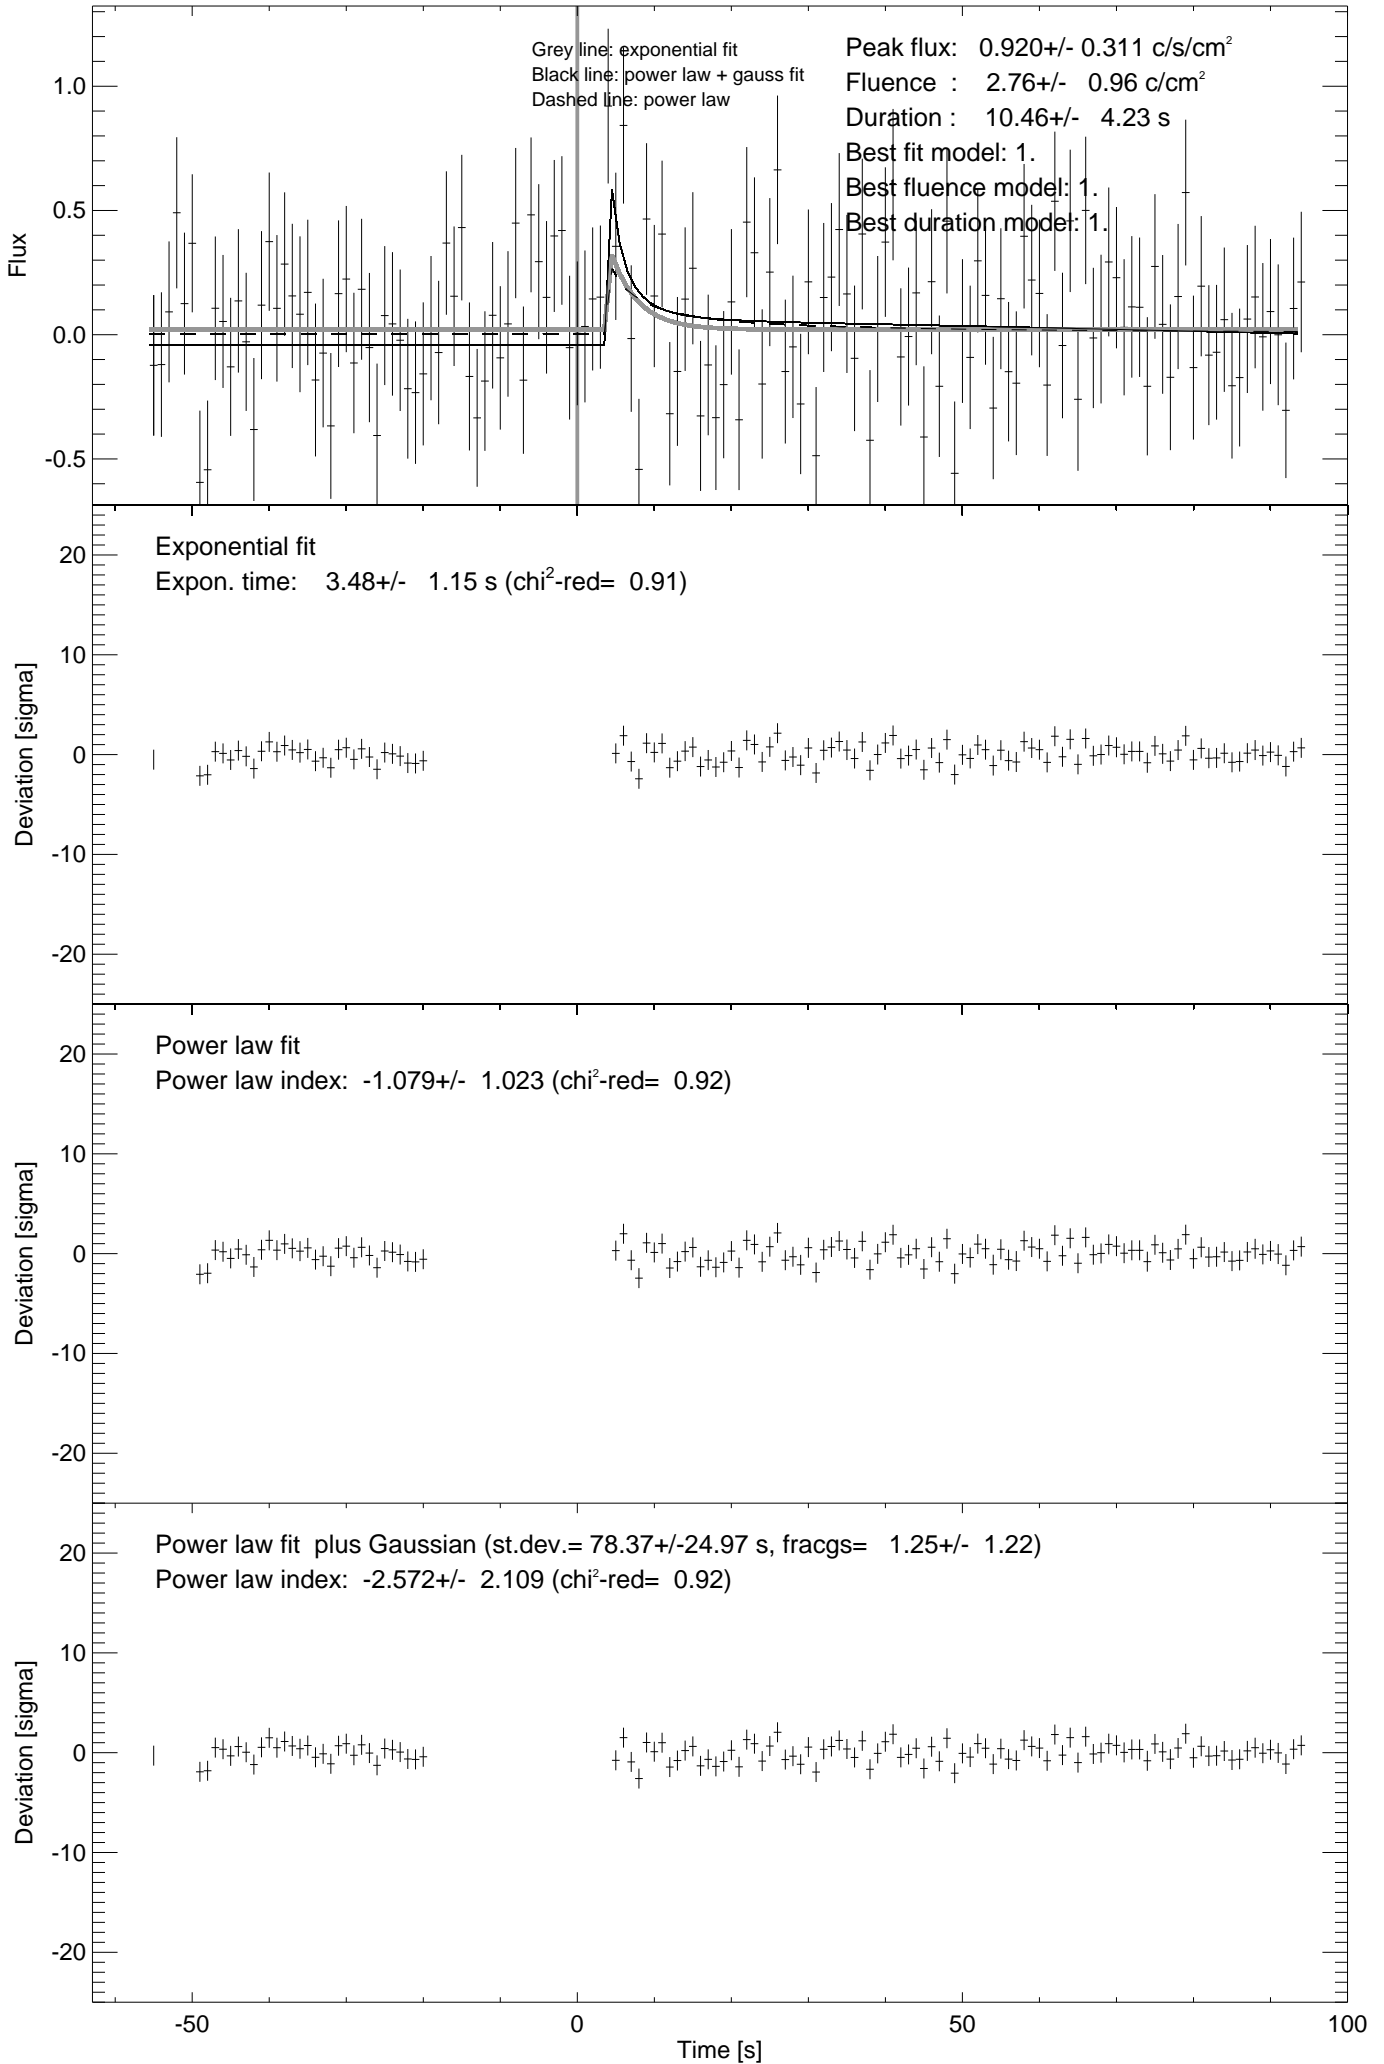 Grey line: exponential fit
Black line: power law + gauss fit
Dashed line: power law
Peak flux: 0.920+/- 0.311 c/s/cm²
Fluence : 2.76+/- 0.96 c/cm²
Duration : 10.46+/- 4.23 s
Best fit model: 1.
Best fluence model: 1.
Best duration model: 1.
Flux
1.0
0.5
0.0
-0.5
Exponential fit
Expon. time: 3.48+/- 1.15 s (chi²-red= 0.91)
Deviation [sigma]
20
10
0
-10
-20
Power law fit
Power law index: -1.079+/- 1.023 (chi²-red= 0.92)
Deviation [sigma]
20
10
0
-10
-20
Power law fit plus Gaussian (st.dev.= 78.37+/-24.97 s, fracgs= 1.25+/- 1.22)
Power law index: -2.572+/- 2.109 (chi²-red= 0.92)
Deviation [sigma]
20
10
0
-10
-20
-50 0 50 100
Time [s]